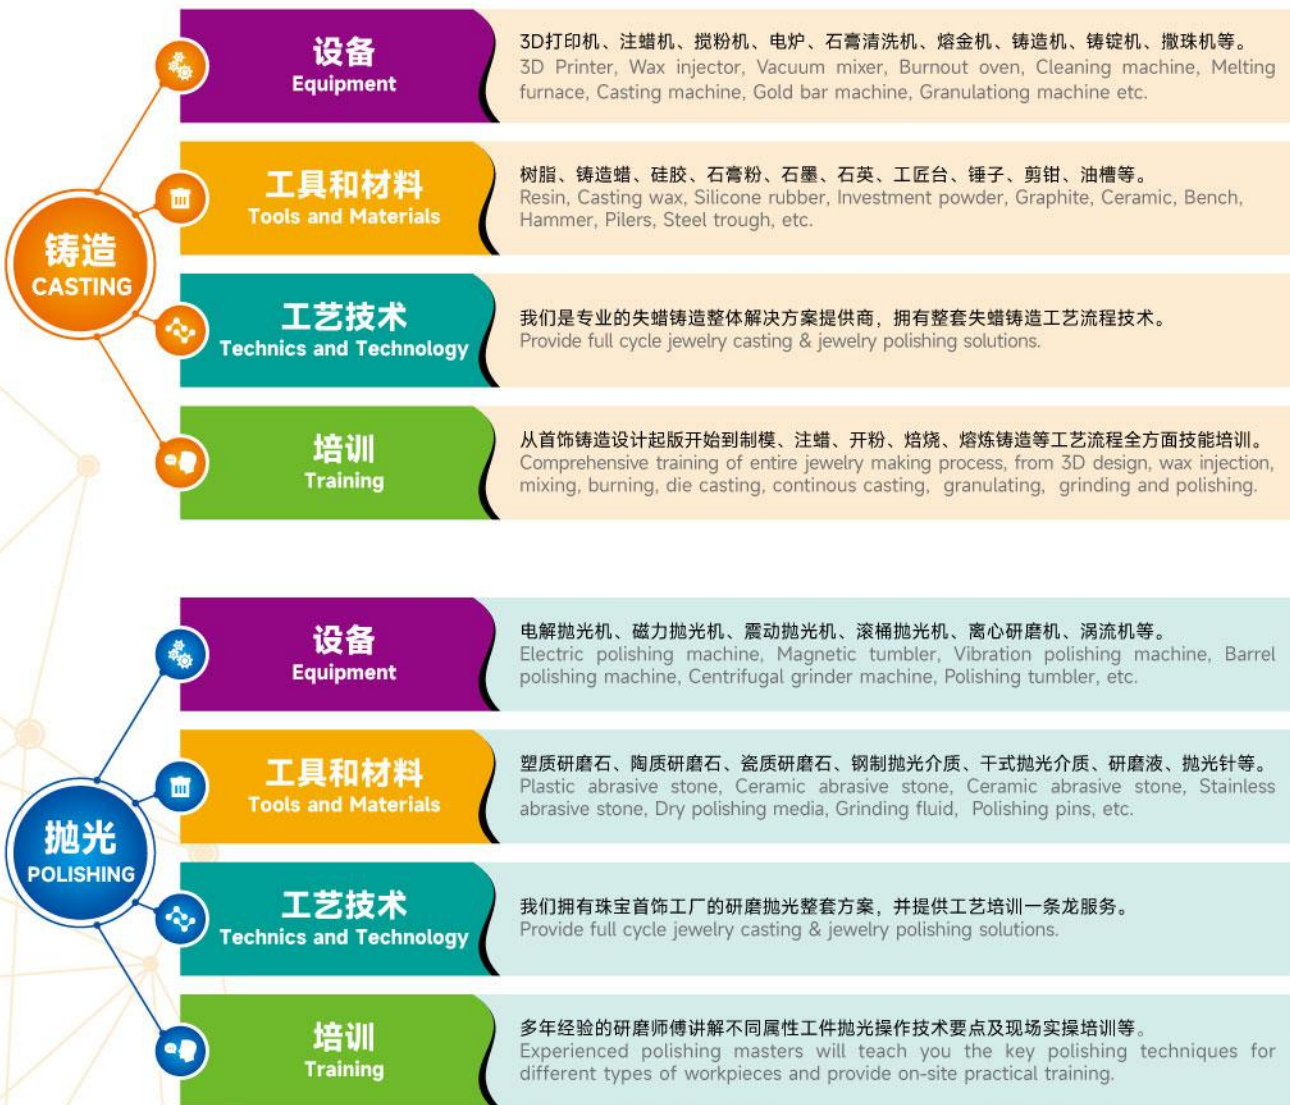 铸造
CASTING
设备
Equipment
3D打印机、注蜡机、搅粉机、电炉、石膏清洗机、熔金机、铸造机、铸锭机、撒珠机等。
3D Printer, Wax injector, Vacuum mixer, Burnout oven, Cleaning machine, Melting
furnace, Casting machine, Gold bar machine, Granulationg machine etc.
工具和材料
Tools and Materials
树脂、铸造蜡、硅胶、石膏粉、石墨、石英、工匠台、锤子、剪钳、油槽等。
Resin, Casting wax, Silicone rubber, Investment powder, Graphite, Ceramic, Bench,
Hammer, Pilers, Steel trough, etc.
工艺技术
Technics and Technology
我们是专业的失蜡铸造整体解决方案提供商，拥有整套失蜡铸造工艺流程技术。
Provide full cycle jewelry casting & jewelry polishing solutions.
培训
Training
从首饰铸造设计起版开始到制模、注蜡、开粉、焙烧、熔炼铸造等工艺流程全方面技能培训。
Comprehensive training of entire jewelry making process, from 3D design, wax injection,
mixing, burning, die casting, continous casting, granulating, grinding and polishing.
抛光
POLISHING
设备
Equipment
电解抛光机、磁力抛光机、震动抛光机、滚桶抛光机、离心研磨机、涡流机等。
Electric polishing machine, Magnetic tumbler, Vibration polishing machine, Barrel
polishing machine, Centrifugal grinder machine, Polishing tumbler, etc.
工具和材料
Tools and Materials
塑质研磨石、陶质研磨石、瓷质研磨石、钢制抛光介质、干式抛光介质、研磨液、抛光针等。
Plastic abrasive stone, Ceramic abrasive stone, Ceramic abrasive stone, Stainless
abrasive stone, Dry polishing media, Grinding fluid, Polishing pins, etc.
工艺技术
Technics and Technology
我们拥有珠宝首饰工厂的研磨抛光整套方案，并提供工艺培训一条龙服务。
Provide full cycle jewelry casting & jewelry polishing solutions.
培训
Training
多年经验的研磨师傅讲解不同属性工件抛光操作技术要点及现场实操培训等。
Experienced polishing masters will teach you the key polishing techniques for
different types of workpieces and provide on-site practical training.